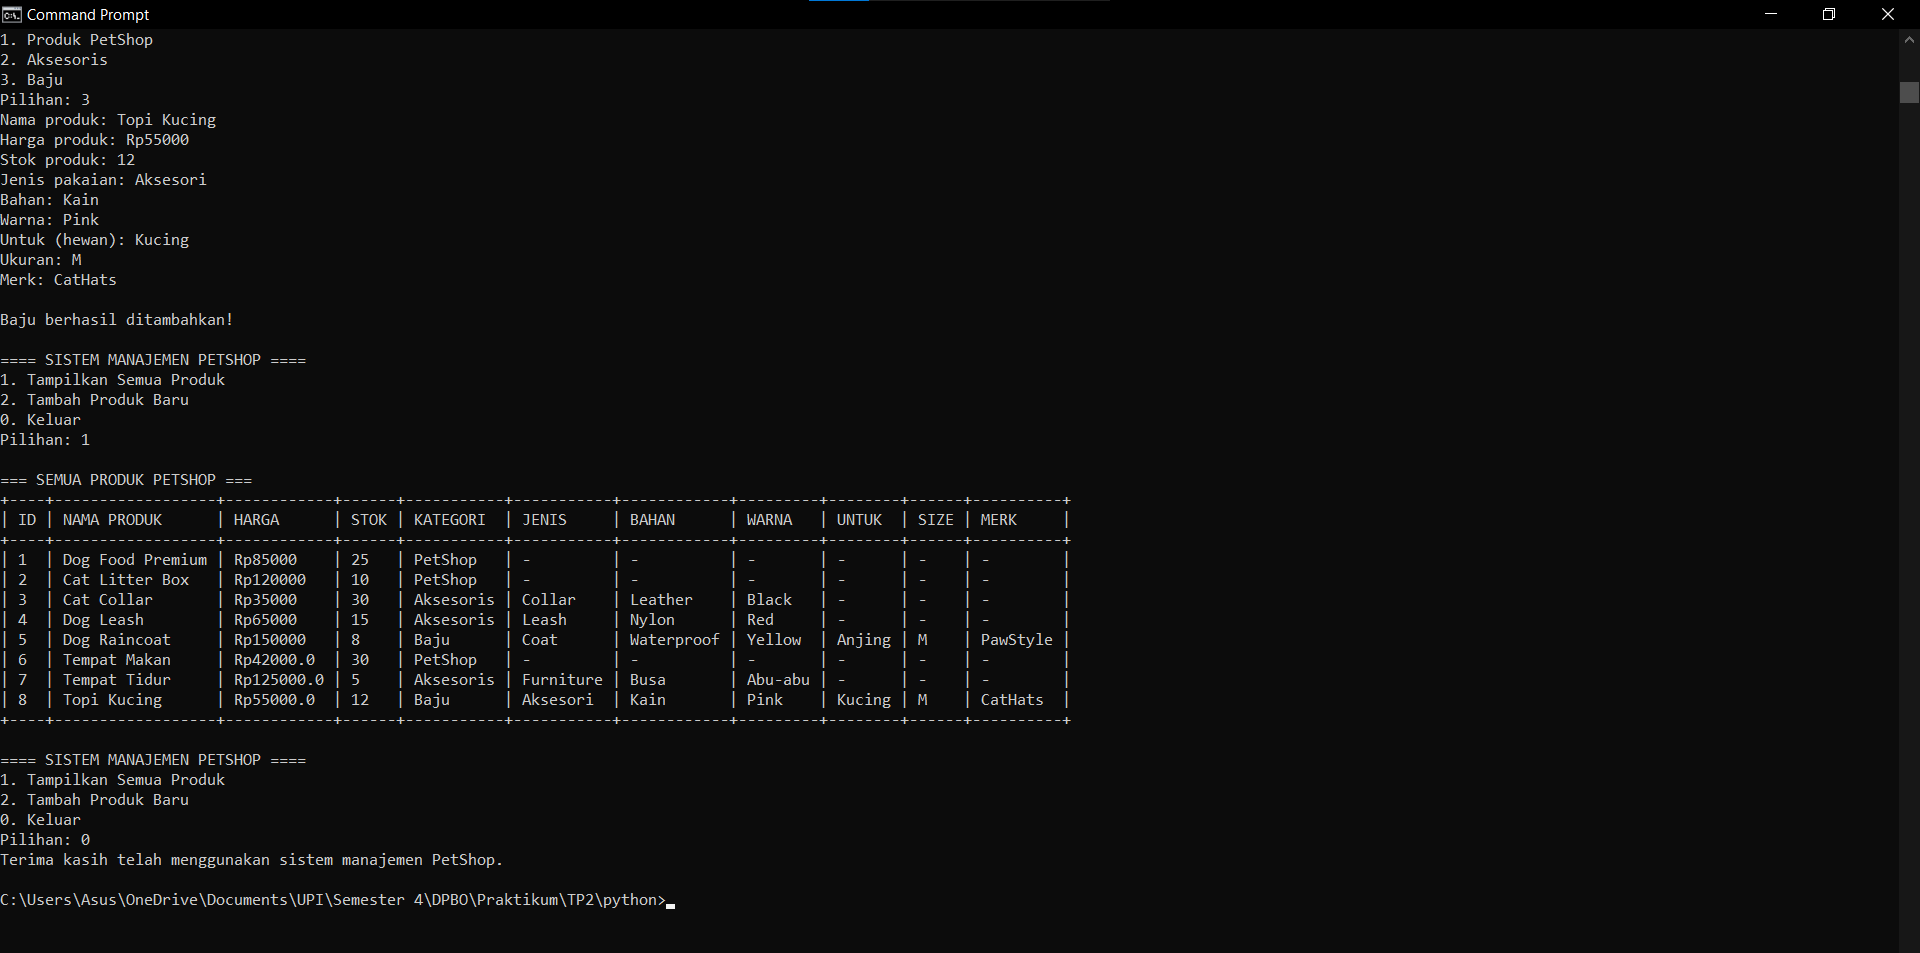 Command Prompt
1. Produk PetShop
2. Aksesoris
3. Baju
Pilihan: 3
Nama produk: Topi Kucing
Harga produk: Rp55000
Stok produk: 12
Jenis pakaian: Aksesori
Bahan: Kain
Warna: Pink
Untuk (hewan): Kucing
Ukuran: M
Merk: CatHats

Baju berhasil ditambahkan!

==== SISTEM MANAJEMEN PETSHOP ====
1. Tampilkan Semua Produk
2. Tambah Produk Baru
0. Keluar
Pilihan: 1

=== SEMUA PRODUK PETSHOP ===
+----+------------------+------------+------+-----------+-----------+------------+---------+--------+------+----------+
| ID | NAMA PRODUK      | HARGA      | STOK | KATEGORI  | JENIS     | BAHAN      | WARNA   | UNTUK  | SIZE | MERK     |
+----+------------------+------------+------+-----------+-----------+------------+---------+--------+------+----------+
| 1  | Dog Food Premium | Rp85000    | 25   | PetShop   | -         | -          | -       | -      | -    | -        |
| 2  | Cat Litter Box   | Rp120000   | 10   | PetShop   | -         | -          | -       | -      | -    | -        |
| 3  | Cat Collar       | Rp35000    | 30   | Aksesoris | Collar    | Leather    | Black   | -      | -    | -        |
| 4  | Dog Leash        | Rp65000    | 15   | Aksesoris | Leash     | Nylon      | Red     | -      | -    | -        |
| 5  | Dog Raincoat     | Rp150000   | 8    | Baju      | Coat      | Waterproof | Yellow  | Anjing | M    | PawStyle |
| 6  | Tempat Makan     | Rp42000.0  | 30   | PetShop   | -         | -          | -       | -      | -    | -        |
| 7  | Tempat Tidur     | Rp125000.0 | 5    | Aksesoris | Furniture | Busa       | Abu-abu | -      | -    | -        |
| 8  | Topi Kucing      | Rp55000.0  | 12   | Baju      | Aksesori  | Kain       | Pink    | Kucing | M    | CatHats  |
+----+------------------+------------+------+-----------+-----------+------------+---------+--------+------+----------+

==== SISTEM MANAJEMEN PETSHOP ====
1. Tampilkan Semua Produk
2. Tambah Produk Baru
0. Keluar
Pilihan: 0
Terima kasih telah menggunakan sistem manajemen PetShop.

C:\Users\Asus\OneDrive\Documents\UPI\Semester 4\DPBO\Praktikum\TP2\python>